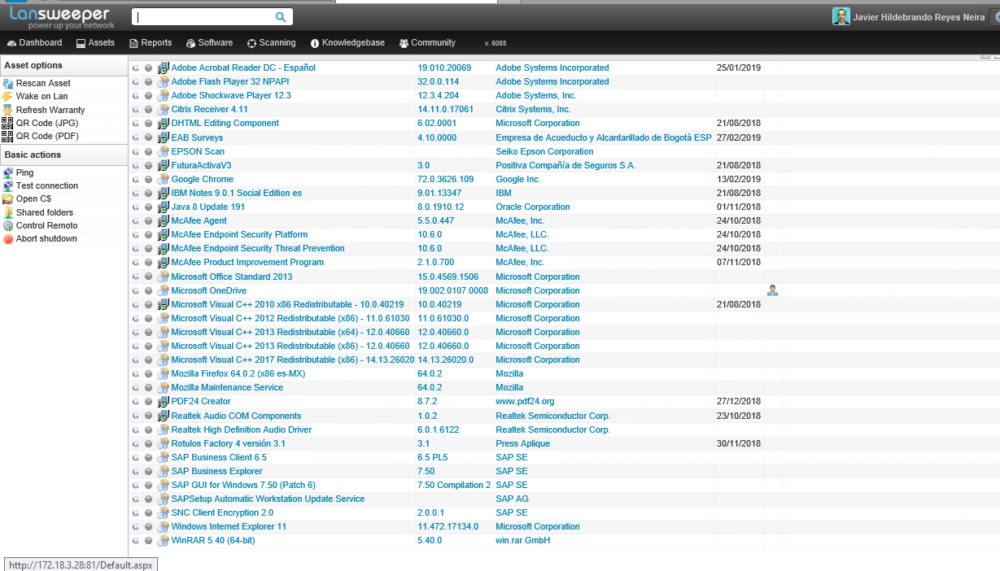 Lansweeper
power up your network
Javier Hildebrando Reyes Neira
Dashboard Assets Reports Software Scanning Knowledgebase Community v. 6065
Asset options
Rescan Asset
Wake on Lan
Refresh Warranty
QR Code (JPG)
QR Code (PDF)
Basic actions
Ping
Test connection
Open C$
Shared folders
Control Remoto
Abort shutdown
G Adobe Acrobat Reader DC - Español 19.010.20069 Adobe Systems Incorporated 25/01/2019
G Adobe Flash Player 32 NPAPI 32.0.0.114 Adobe Systems Incorporated
G Adobe Shockwave Player 12.3 12.3.4.204 Adobe Systems, Inc.
G Citrix Receiver 4.11 14.11.0.17061 Citrix Systems, Inc.
G DHTML Editing Component 6.02.0001 Microsoft Corporation 21/08/2018
G EAB Surveys 4.10.0000 Empresa de Acueducto y Alcantarillado de Bogotá ESP 27/02/2019
G EPSON Scan Seiko Epson Corporation
G FuturaActivaV3 3.0 Positiva Compañía de Seguros S.A. 21/08/2018
G Google Chrome 72.0.3626.109 Google Inc. 13/02/2019
G IBM Notes 9.0.1 Social Edition es 9.01.13347 IBM 21/08/2018
G Java 8 Update 191 8.0.1910.12 Oracle Corporation 01/11/2018
G McAfee Agent 5.5.0.447 McAfee, Inc. 24/10/2018
G McAfee Endpoint Security Platform 10.6.0 McAfee, LLC. 24/10/2018
G McAfee Endpoint Security Threat Prevention 10.6.0 McAfee, LLC. 24/10/2018
G McAfee Product Improvement Program 2.1.0.700 McAfee, Inc. 07/11/2018
G Microsoft Office Standard 2013 15.0.4569.1506 Microsoft Corporation
G Microsoft OneDrive 19.002.0107.0008 Microsoft Corporation
G Microsoft Visual C++ 2010 x86 Redistributable - 10.0.40219 10.0.40219 Microsoft Corporation 21/08/2018
G Microsoft Visual C++ 2012 Redistributable (x86) - 11.0.61030 11.0.61030.0 Microsoft Corporation
G Microsoft Visual C++ 2013 Redistributable (x64) - 12.0.40660 12.0.40660.0 Microsoft Corporation
G Microsoft Visual C++ 2013 Redistributable (x86) - 12.0.40660 12.0.40660.0 Microsoft Corporation
G Microsoft Visual C++ 2017 Redistributable (x86) - 14.13.26020 14.13.26020.0 Microsoft Corporation
G Mozilla Firefox 64.0.2 (x86 es-MX) 64.0.2 Mozilla
G Mozilla Maintenance Service 64.0.2 Mozilla
G PDF24 Creator 8.7.2 www.pdf24.org 27/12/2018
G Realtek Audio COM Components 1.0.2 Realtek Semiconductor Corp. 23/10/2018
G Realtek High Definition Audio Driver 6.0.1.6122 Realtek Semiconductor Corp.
G Rotulos Factory 4 versión 3.1 3.1 Press Aplique 30/11/2018
G SAP Business Client 6.5 6.5 PL5 SAP SE
G SAP Business Explorer 7.50 SAP SE
G SAP GUI for Windows 7.50 (Patch 6) 7.50 Compilation 2 SAP SE
G SAPSetup Automatic Workstation Update Service SAP AG
G SNC Client Encryption 2.0 2.0.0.1 SAP SE
G Windows Internet Explorer 11 11.472.17134.0 Microsoft Corporation
G WinRAR 5.40 (64-bit) 5.40.0 win.rar GmbH
http://172.18.3.28:81/Default.aspx